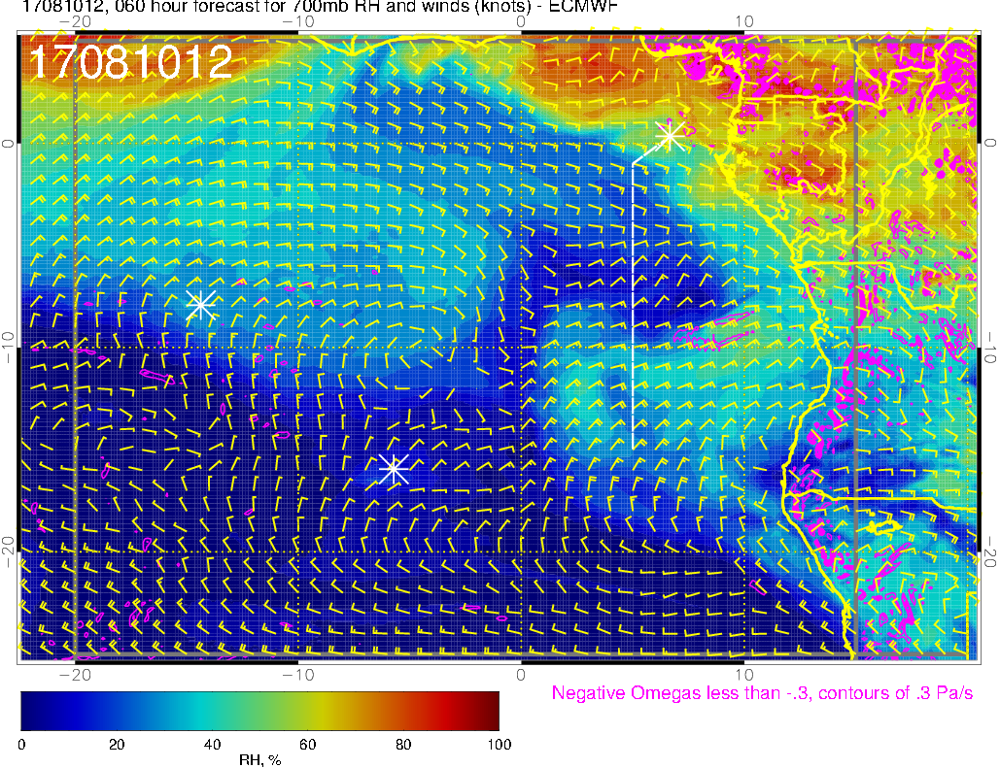 17081012, 060 hour forecast for 700mb RH and winds (knots) - ECMWF
-20 -10 0 10
17081012
0 0
-10 -10
-20 -20
-20 -10 0 10
Negative Omegas less than -.3, contours of .3 Pa/s
0 20 40 60 80 100
RH, %